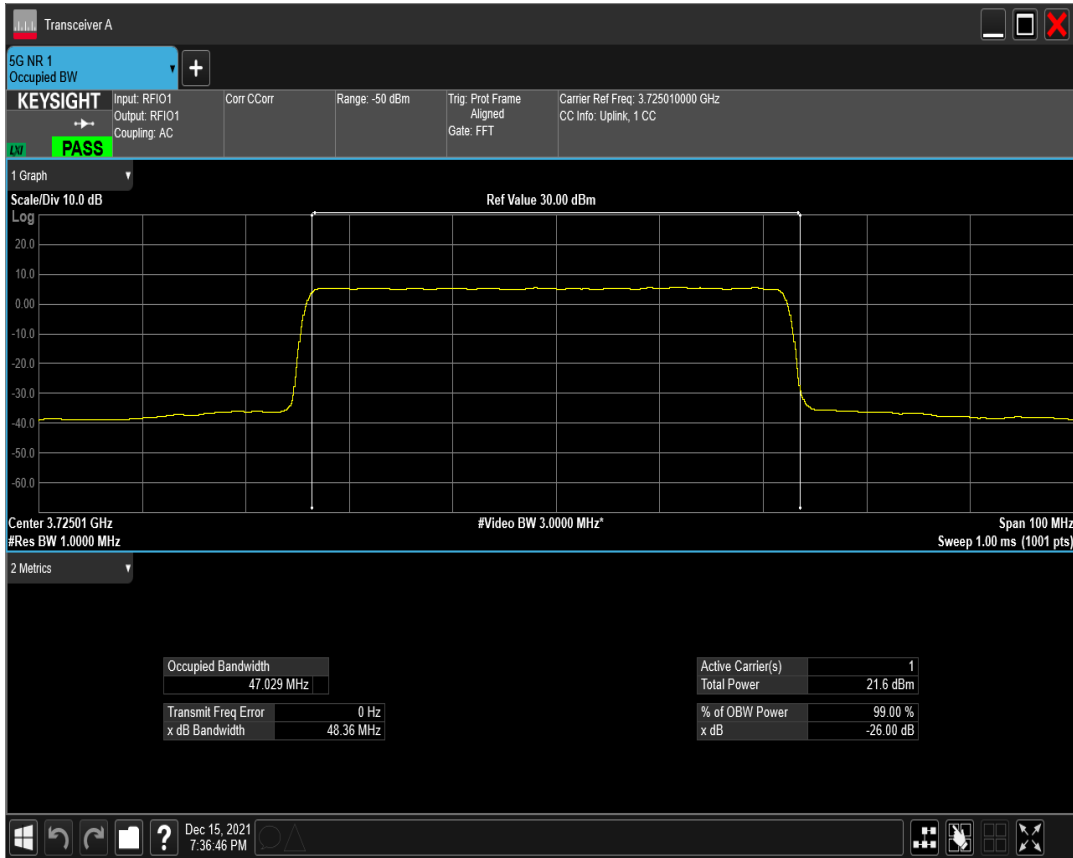 Transceiver A
5G NR 1
Occupied BW
KEYSIGHT
LXI
PASS
Input: RFIO1
Output: RFIO1
Coupling: AC
Corr CCorr
Range: -50 dBm
Trig: Prot Frame
Aligned
Gate: FFT
Carrier Ref Freq: 3.725010000 GHz
CC Info: Uplink, 1 CC
1 Graph
Scale/Div 10.0 dB
Ref Value 30.00 dBm
Log
20.0
10.0
0.00
-10.0
-20.0
-30.0
-40.0
-50.0
-60.0
Center 3.72501 GHz
#Video BW 3.0000 MHz*
Span 100 MHz
#Res BW 1.0000 MHz
Sweep 1.00 ms (1001 pts)
2 Metrics
Occupied Bandwidth
47.029 MHz
Transmit Freq Error 0 Hz
x dB Bandwidth 48.36 MHz
Active Carrier(s) 1
Total Power 21.6 dBm
% of OBW Power 99.00 %
x dB -26.00 dB
Dec 15, 2021
7:36:46 PM